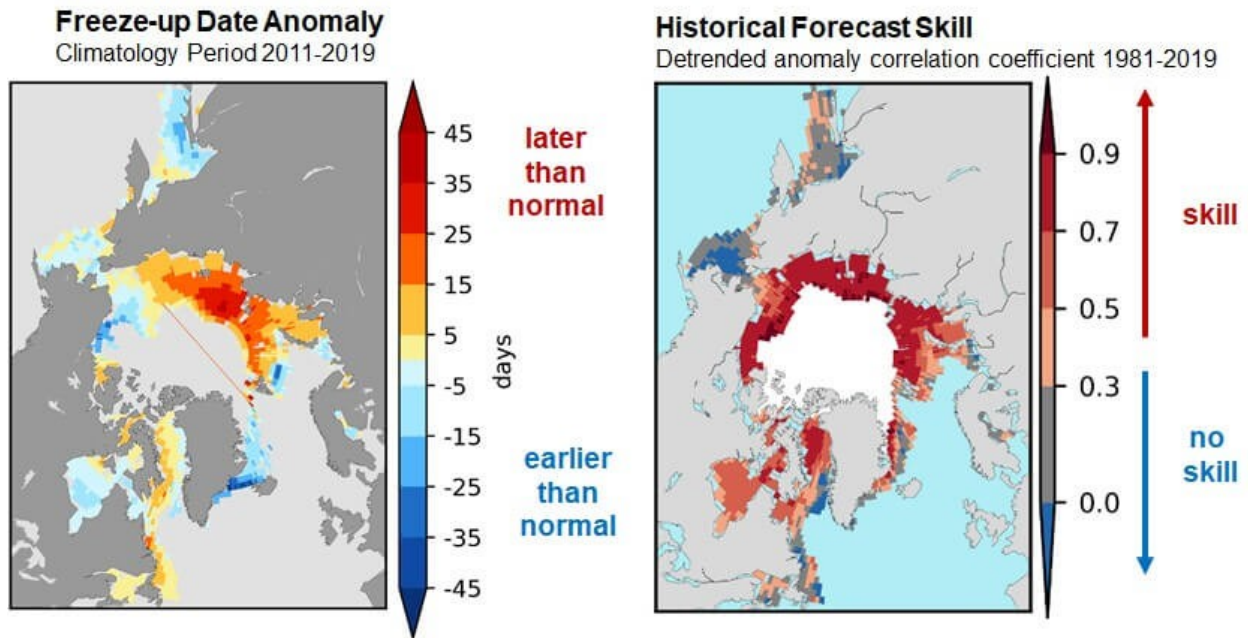 Freeze-up Date Anomaly
Climatology Period 2011-2019
45
35
25
15
5
-5
-15
-25
-35
-45
days
later
than
normal
earlier
than
normal
Historical Forecast Skill
Detrended anomaly correlation coefficient 1981-2019
0.9
0.7
0.5
0.3
0.0
skill
no
skill